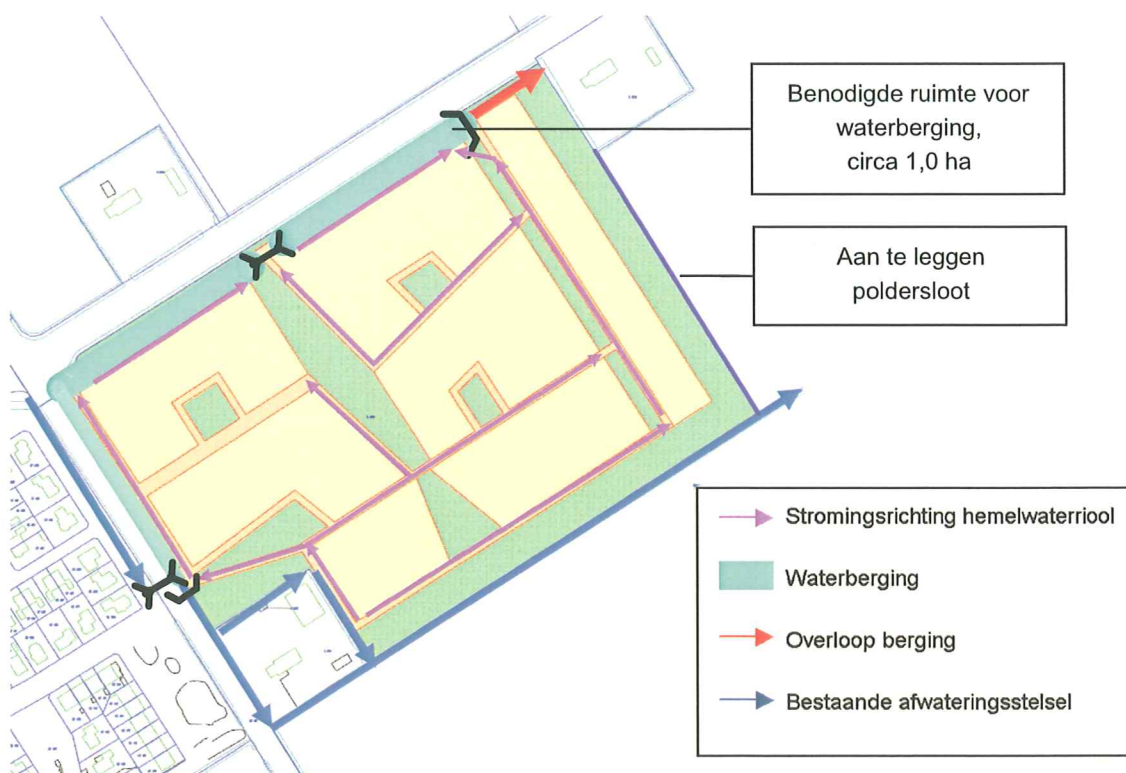 Benodigde ruimte voor
waterberging,
circa 1,0 ha
Aan te leggen
poldersloot
Stromingsrichting hemelwaterriool
Waterberging
Overloop berging
Bestaande afwateringsstelsel